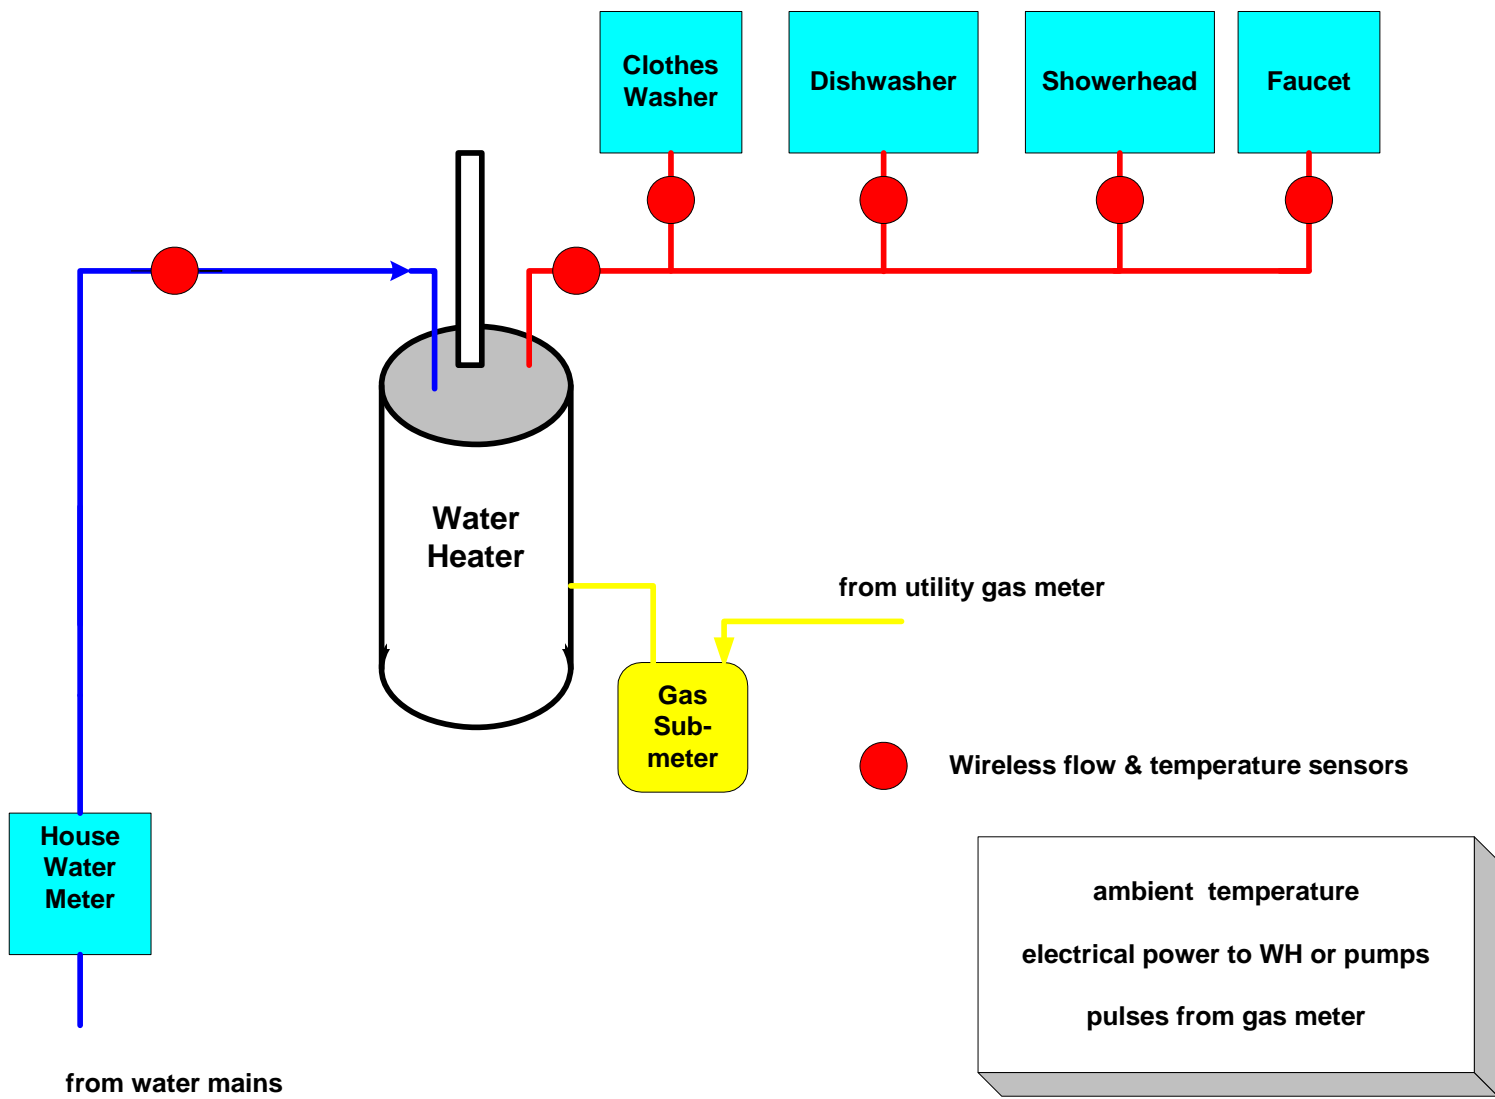 Clothes
Washer
Dishwasher
Showerhead
Faucet
Water
Heater
from utility gas meter
Gas
Sub-
meter
Wireless flow & temperature sensors
House
Water
Meter
ambient  temperature
electrical power to WH or pumps
pulses from gas meter
from water mains